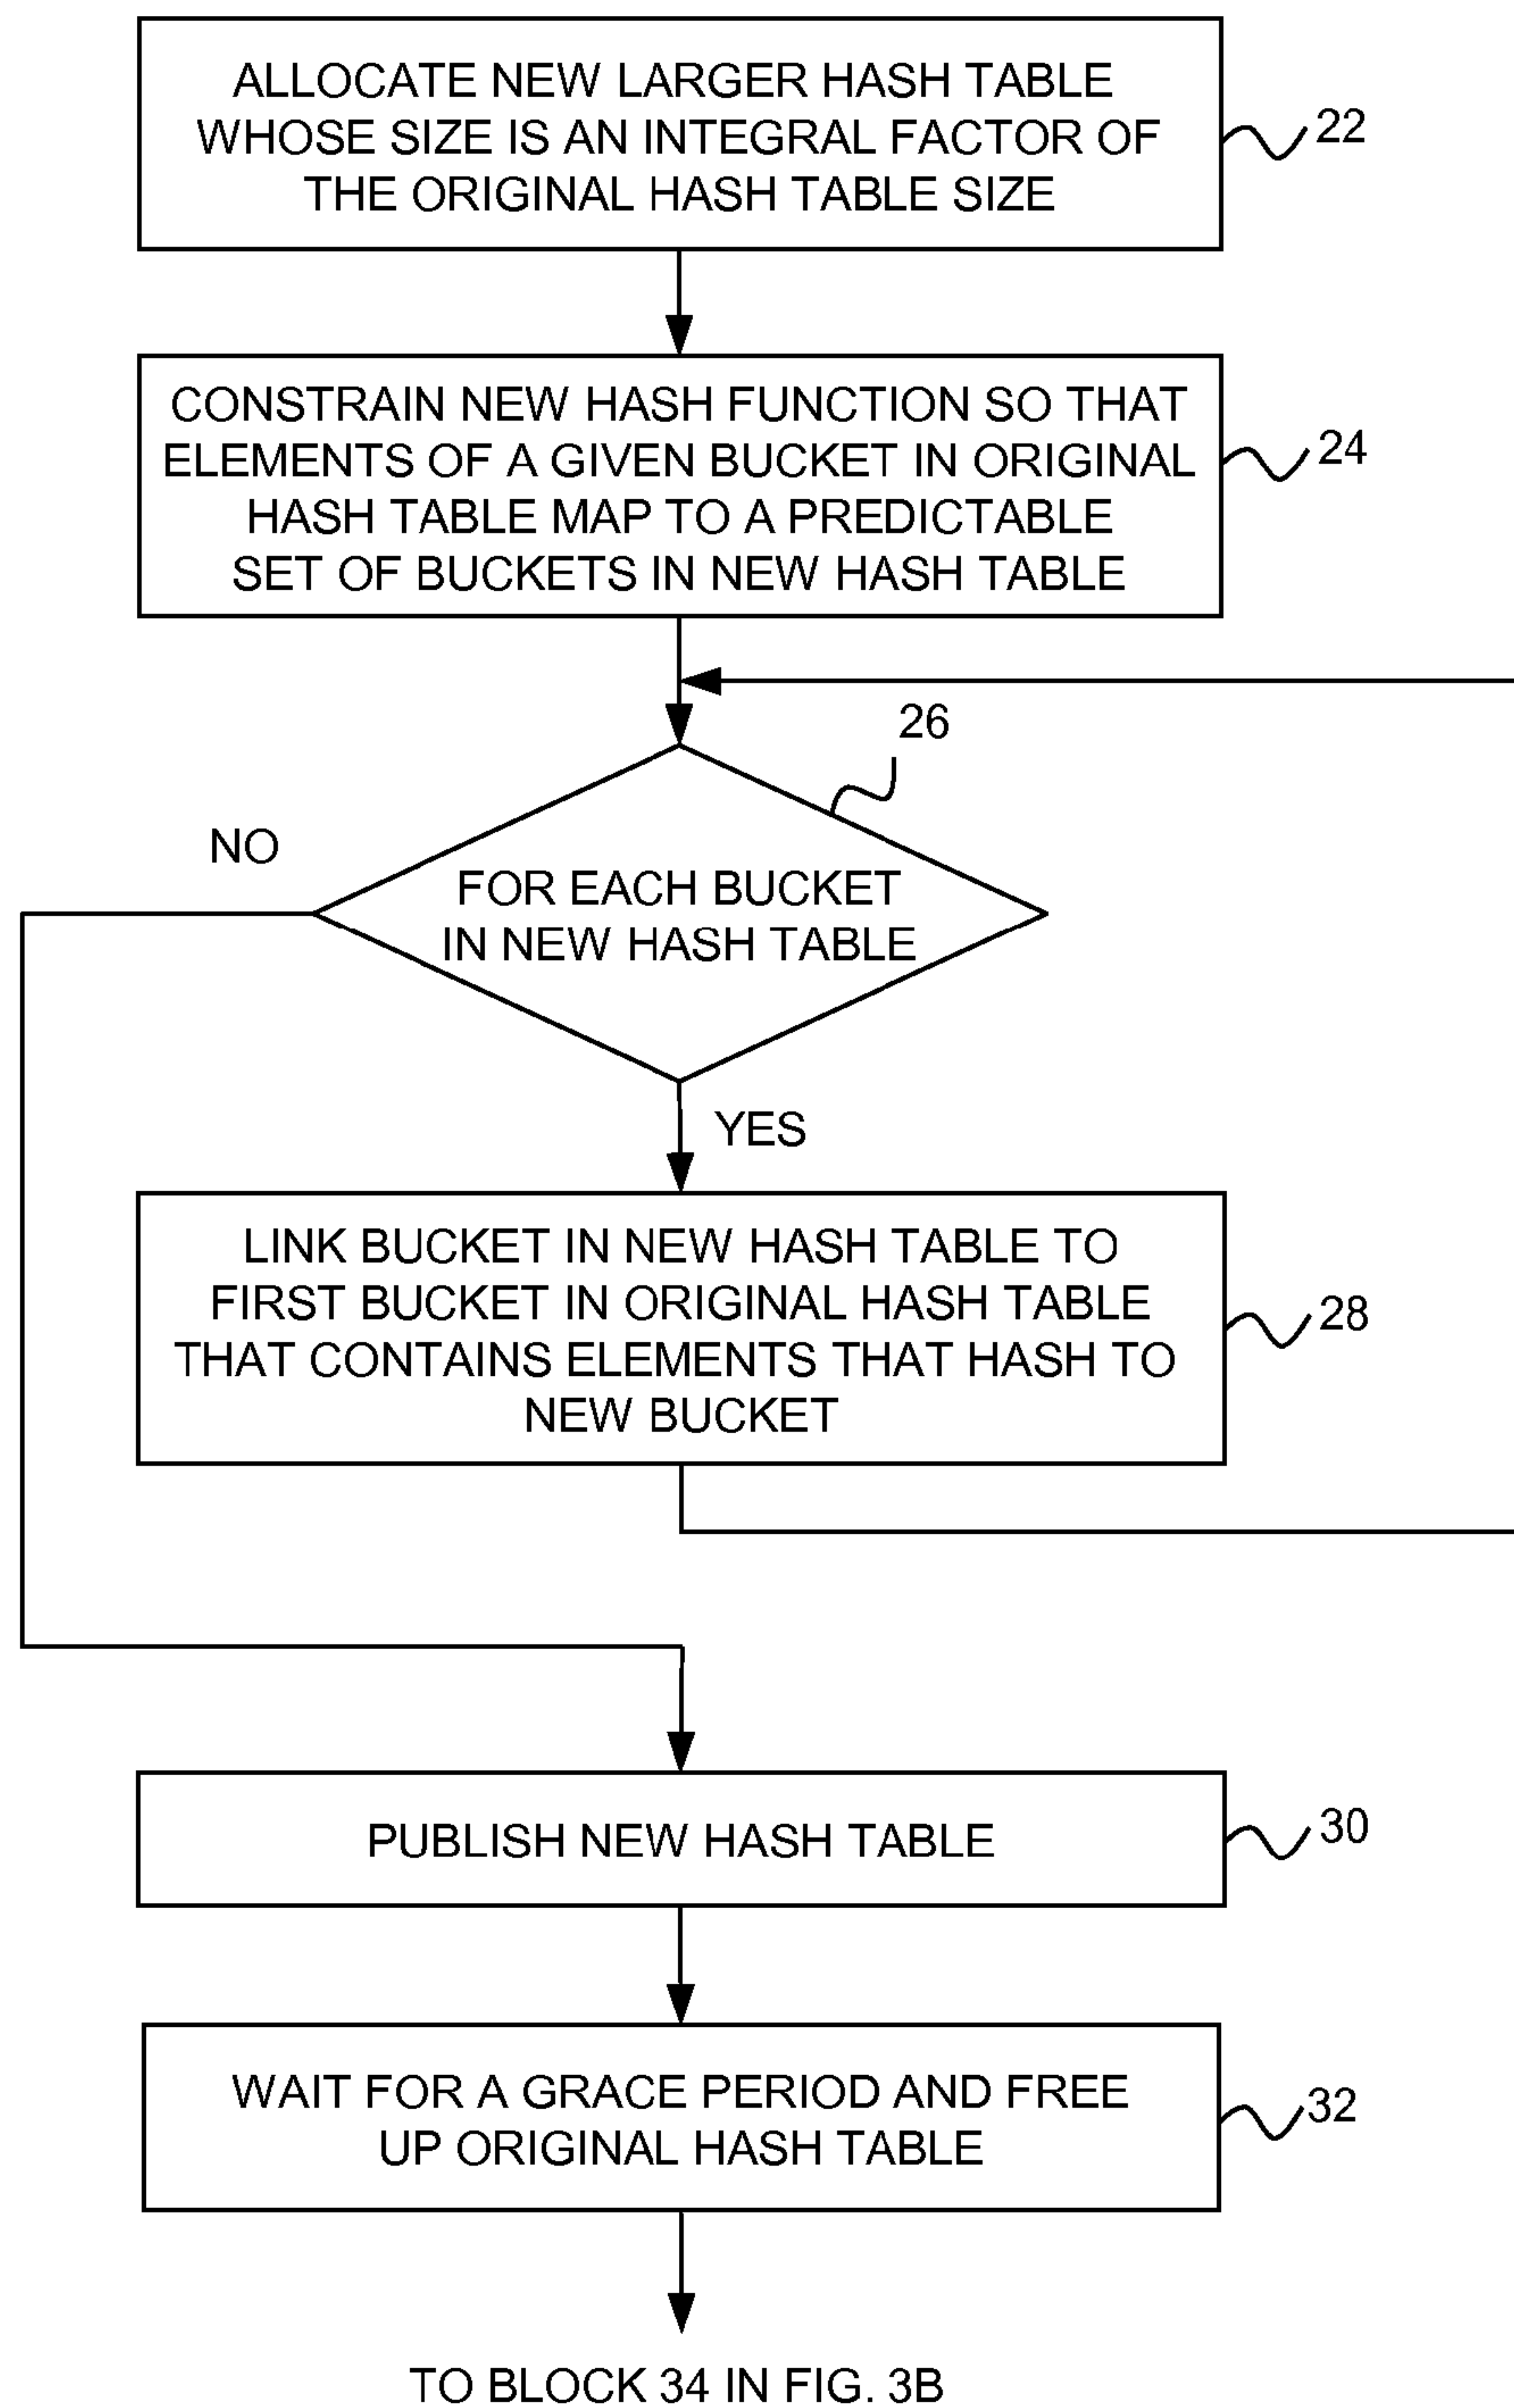 ALLOCATE NEW LARGER HASH TABLE
WHOSE SIZE IS AN INTEGRAL FACTOR OF
THE ORIGINAL HASH TABLE SIZE
22
CONSTRAIN NEW HASH FUNCTION SO THAT
ELEMENTS OF A GIVEN BUCKET IN ORIGINAL
HASH TABLE MAP TO A PREDICTABLE
SET OF BUCKETS IN NEW HASH TABLE
24
26
NO
FOR EACH BUCKET
IN NEW HASH TABLE
YES
LINK BUCKET IN NEW HASH TABLE TO
FIRST BUCKET IN ORIGINAL HASH TABLE
THAT CONTAINS ELEMENTS THAT HASH TO
NEW BUCKET
28
PUBLISH NEW HASH TABLE
30
WAIT FOR A GRACE PERIOD AND FREE
UP ORIGINAL HASH TABLE
32
TO BLOCK 34 IN FIG. 3B